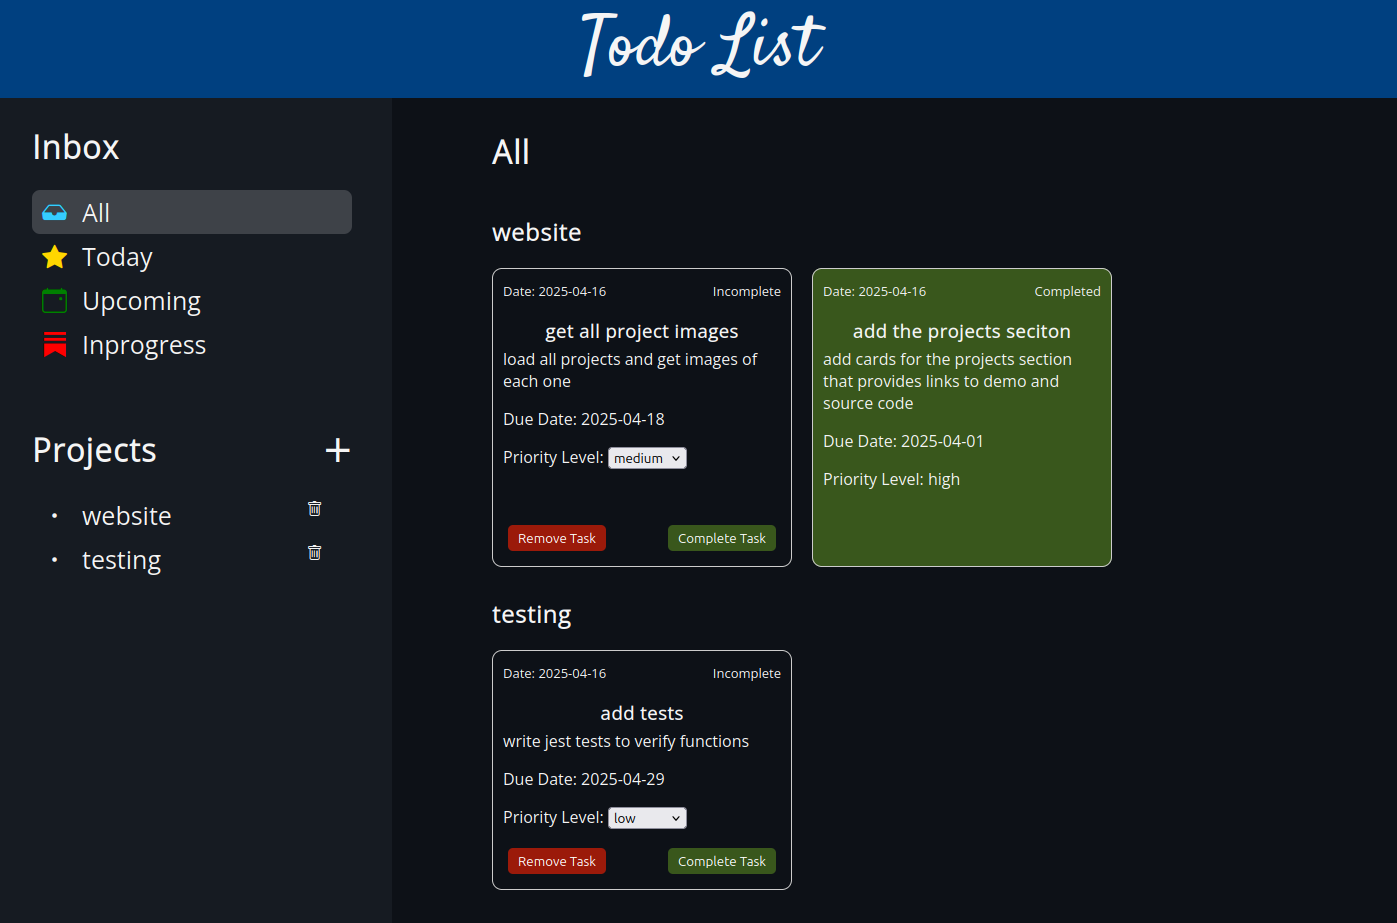 Todo List
Inbox
All
Today
Upcoming
Inprogress
Projects
website
testing
All
website
Date: 2025-04-16 Incomplete
get all project images
load all projects and get images of
each one
Due Date: 2025-04-18
Priority Level: medium
Remove Task Complete Task
Date: 2025-04-16 Completed
add the projects seciton
add cards for the projects section
that provides links to demo and
source code
Due Date: 2025-04-01
Priority Level: high
testing
Date: 2025-04-16 Incomplete
add tests
write jest tests to verify functions
Due Date: 2025-04-29
Priority Level: low
Remove Task Complete Task